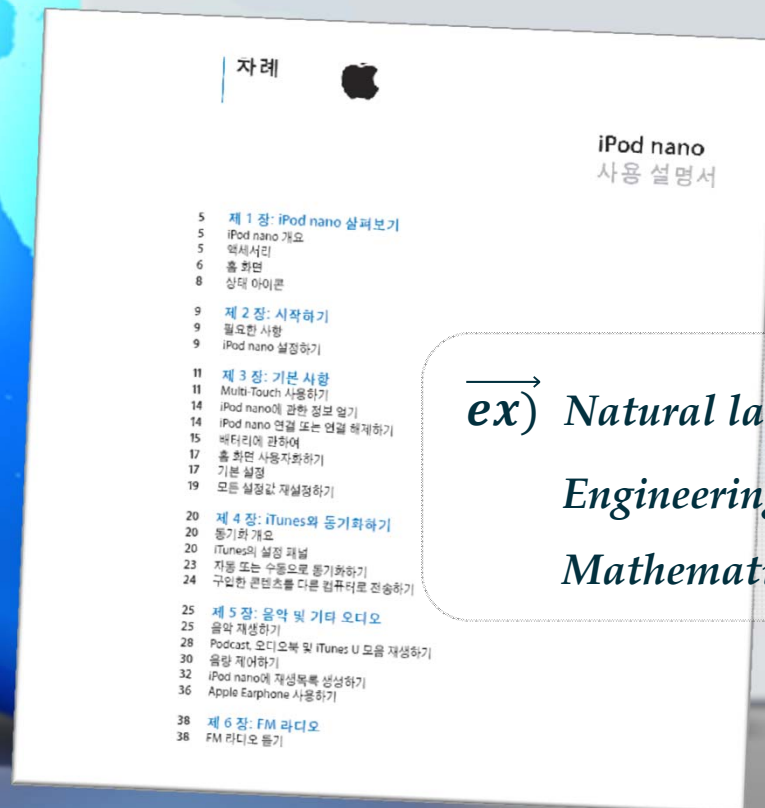 차례
iPod nano
사용 설명서
5 제 1 장: iPod nano 살펴보기
5 iPod nano 개요
5 액세서리
6 홈 화면
8 상태 아이콘
9 제 2 장: 시작하기
9 필요한 사항
9 iPod nano 설정하기
11 제 3 장: 기본 사항
11 Multi-Touch 사용하기
14 iPod nano에 관한 정보 얻기
14 iPod nano 연결 또는 연결 해제하기
15 배터리에 관하여
17 홈 화면 사용자화하기
17 기본 설정
19 모든 설정값 재설정하기
20 제 4 장: iTunes와 동기화하기
20 동기화 개요
20 iTunes의 설정 패널
23 자동 또는 수동으로 동기화하기
24 구입한 콘텐츠를 다른 컴퓨터로 전송하기
25 제 5 장: 음악 및 기타 오디오
25 음악 재생하기
28 Podcast, 오디오북 및 iTunes U 모음 재생하기
30 음량 제어하기
32 iPod nano에 재생목록 생성하기
36 Apple Earphone 사용하기
38 제 6 장: FM 라디오
38 FM 라디오 듣기
ex) Natural la
Engineering
Mathemati